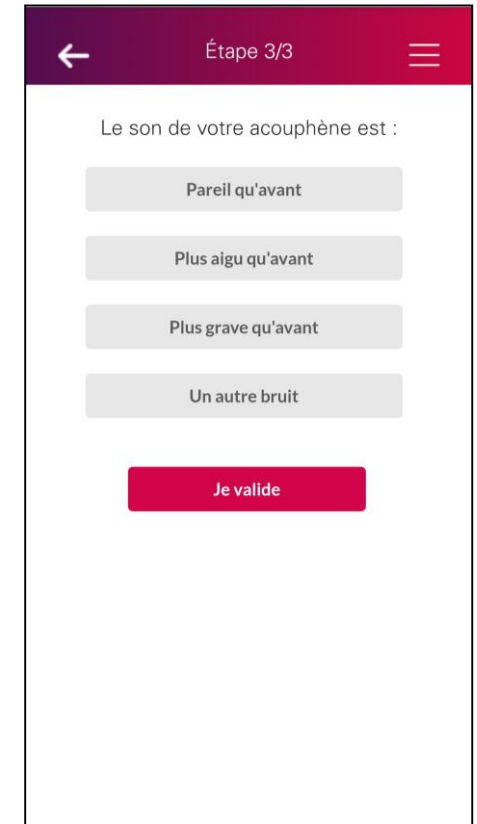 Étape 3/3
Le son de votre acouphène est :
Pareil qu'avant
Plus aigu qu'avant
Plus grave qu'avant
Un autre bruit
Je valide